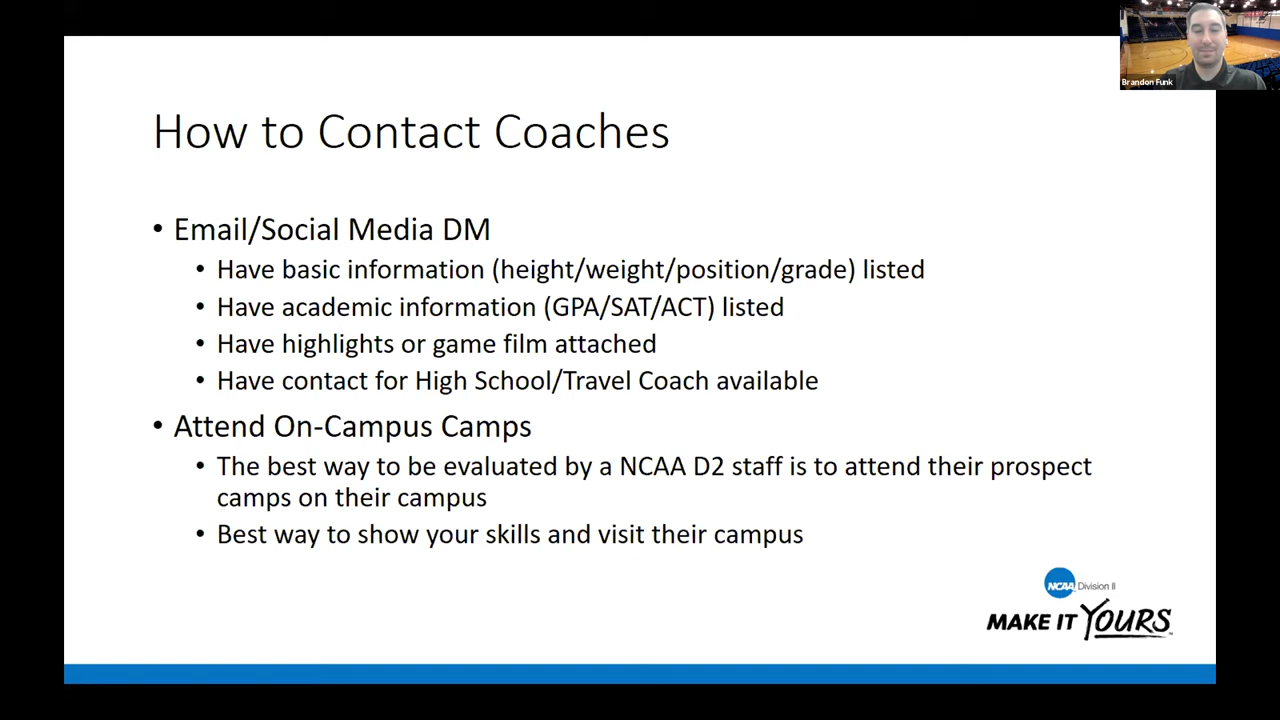 Brandon Funk
How to Contact Coaches
• Email/Social Media DM
• Have basic information (height/weight/position/grade) listed
• Have academic information (GPA/SAT/ACT) listed
• Have highlights or game film attached
• Have contact for High School/Travel Coach available
• Attend On-Campus Camps
• The best way to be evaluated by a NCAA D2 staff is to attend their prospect
camps on their campus
• Best way to show your skills and visit their campus
NCAA Division II
MAKE IT YOURS™